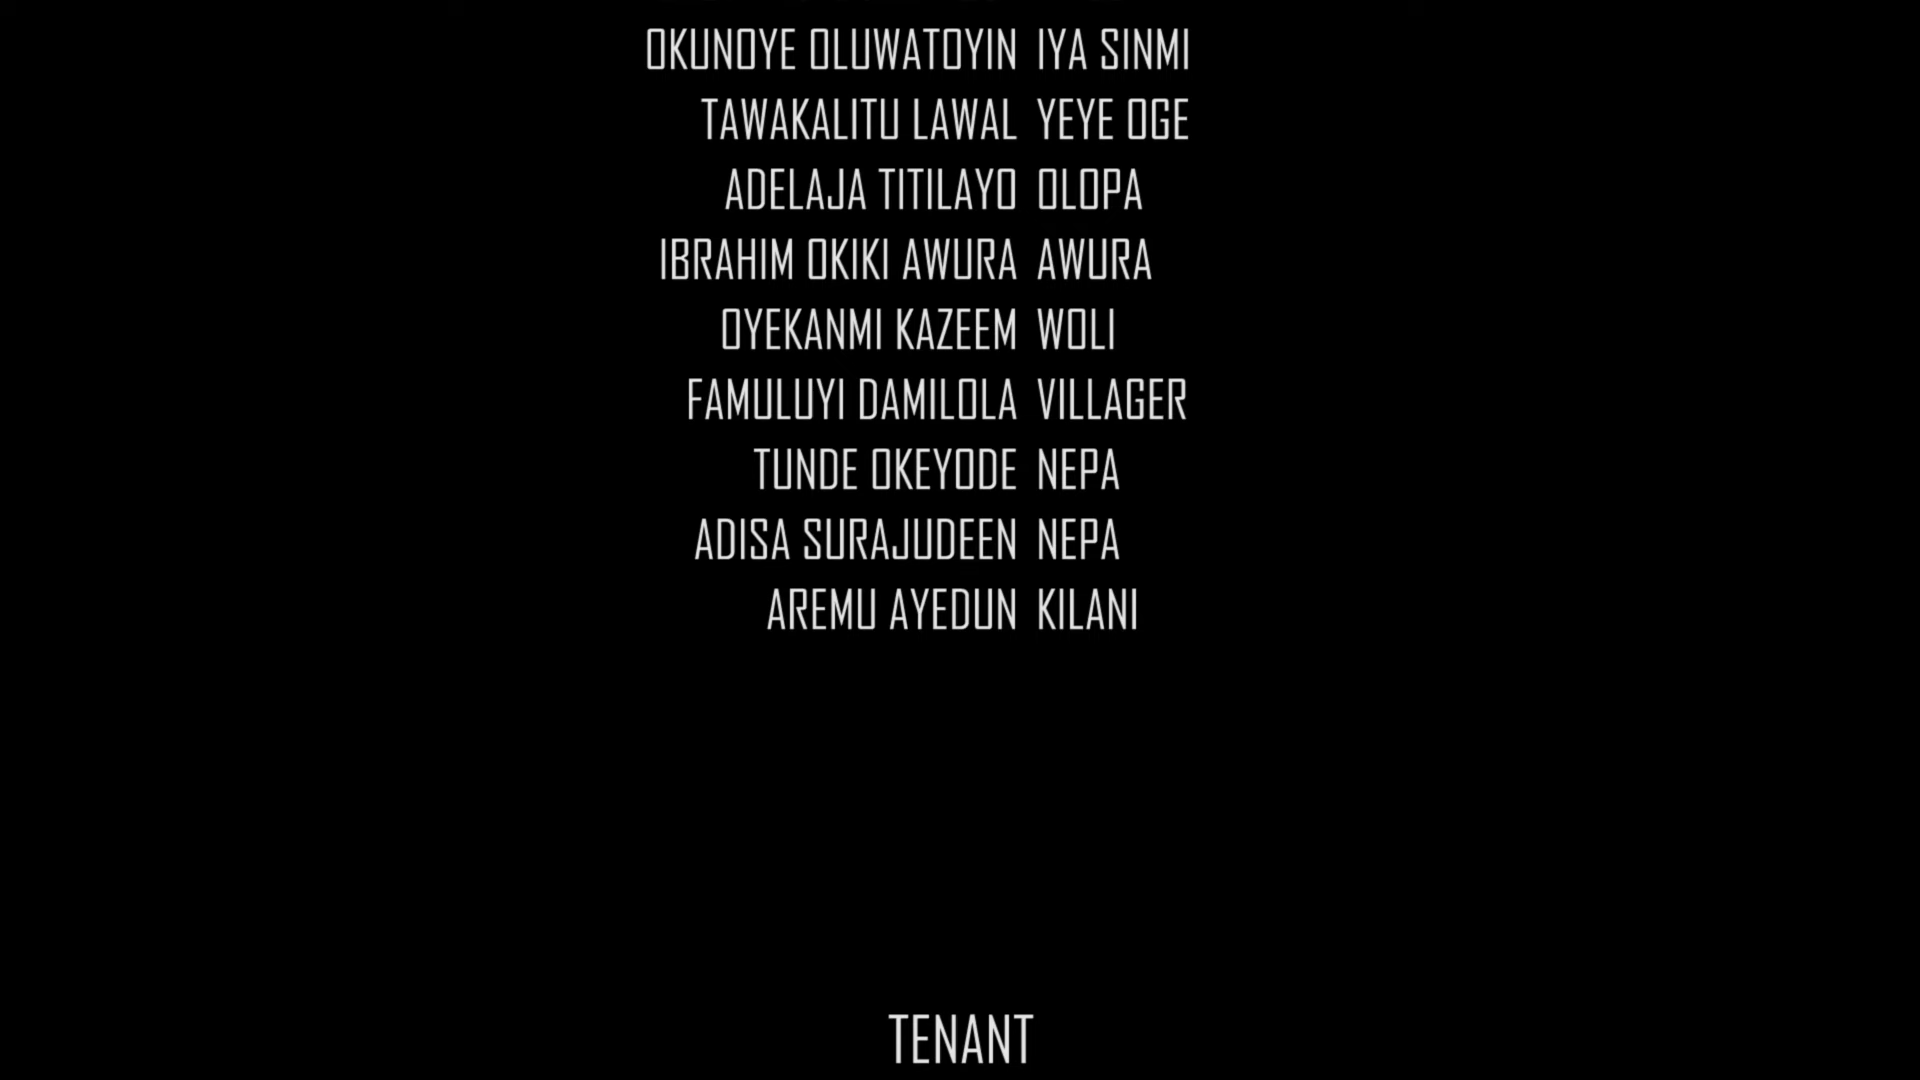 OKUNOYE OLUWATOYIN IYA SINMI
TAWAKALITU LAWAL YEYE OGE
ADELAJA TITILAYO OLOPA
IBRAHIM OKIKI AWURA AWURA
OYEKANMI KAZEEM WOLI
FAMULUYI DAMILOLA VILLAGER
TUNDE OKEYODE NEPA
ADISA SURAJUDEEN NEPA
AREMU AYEDUN KILANI
TENANT